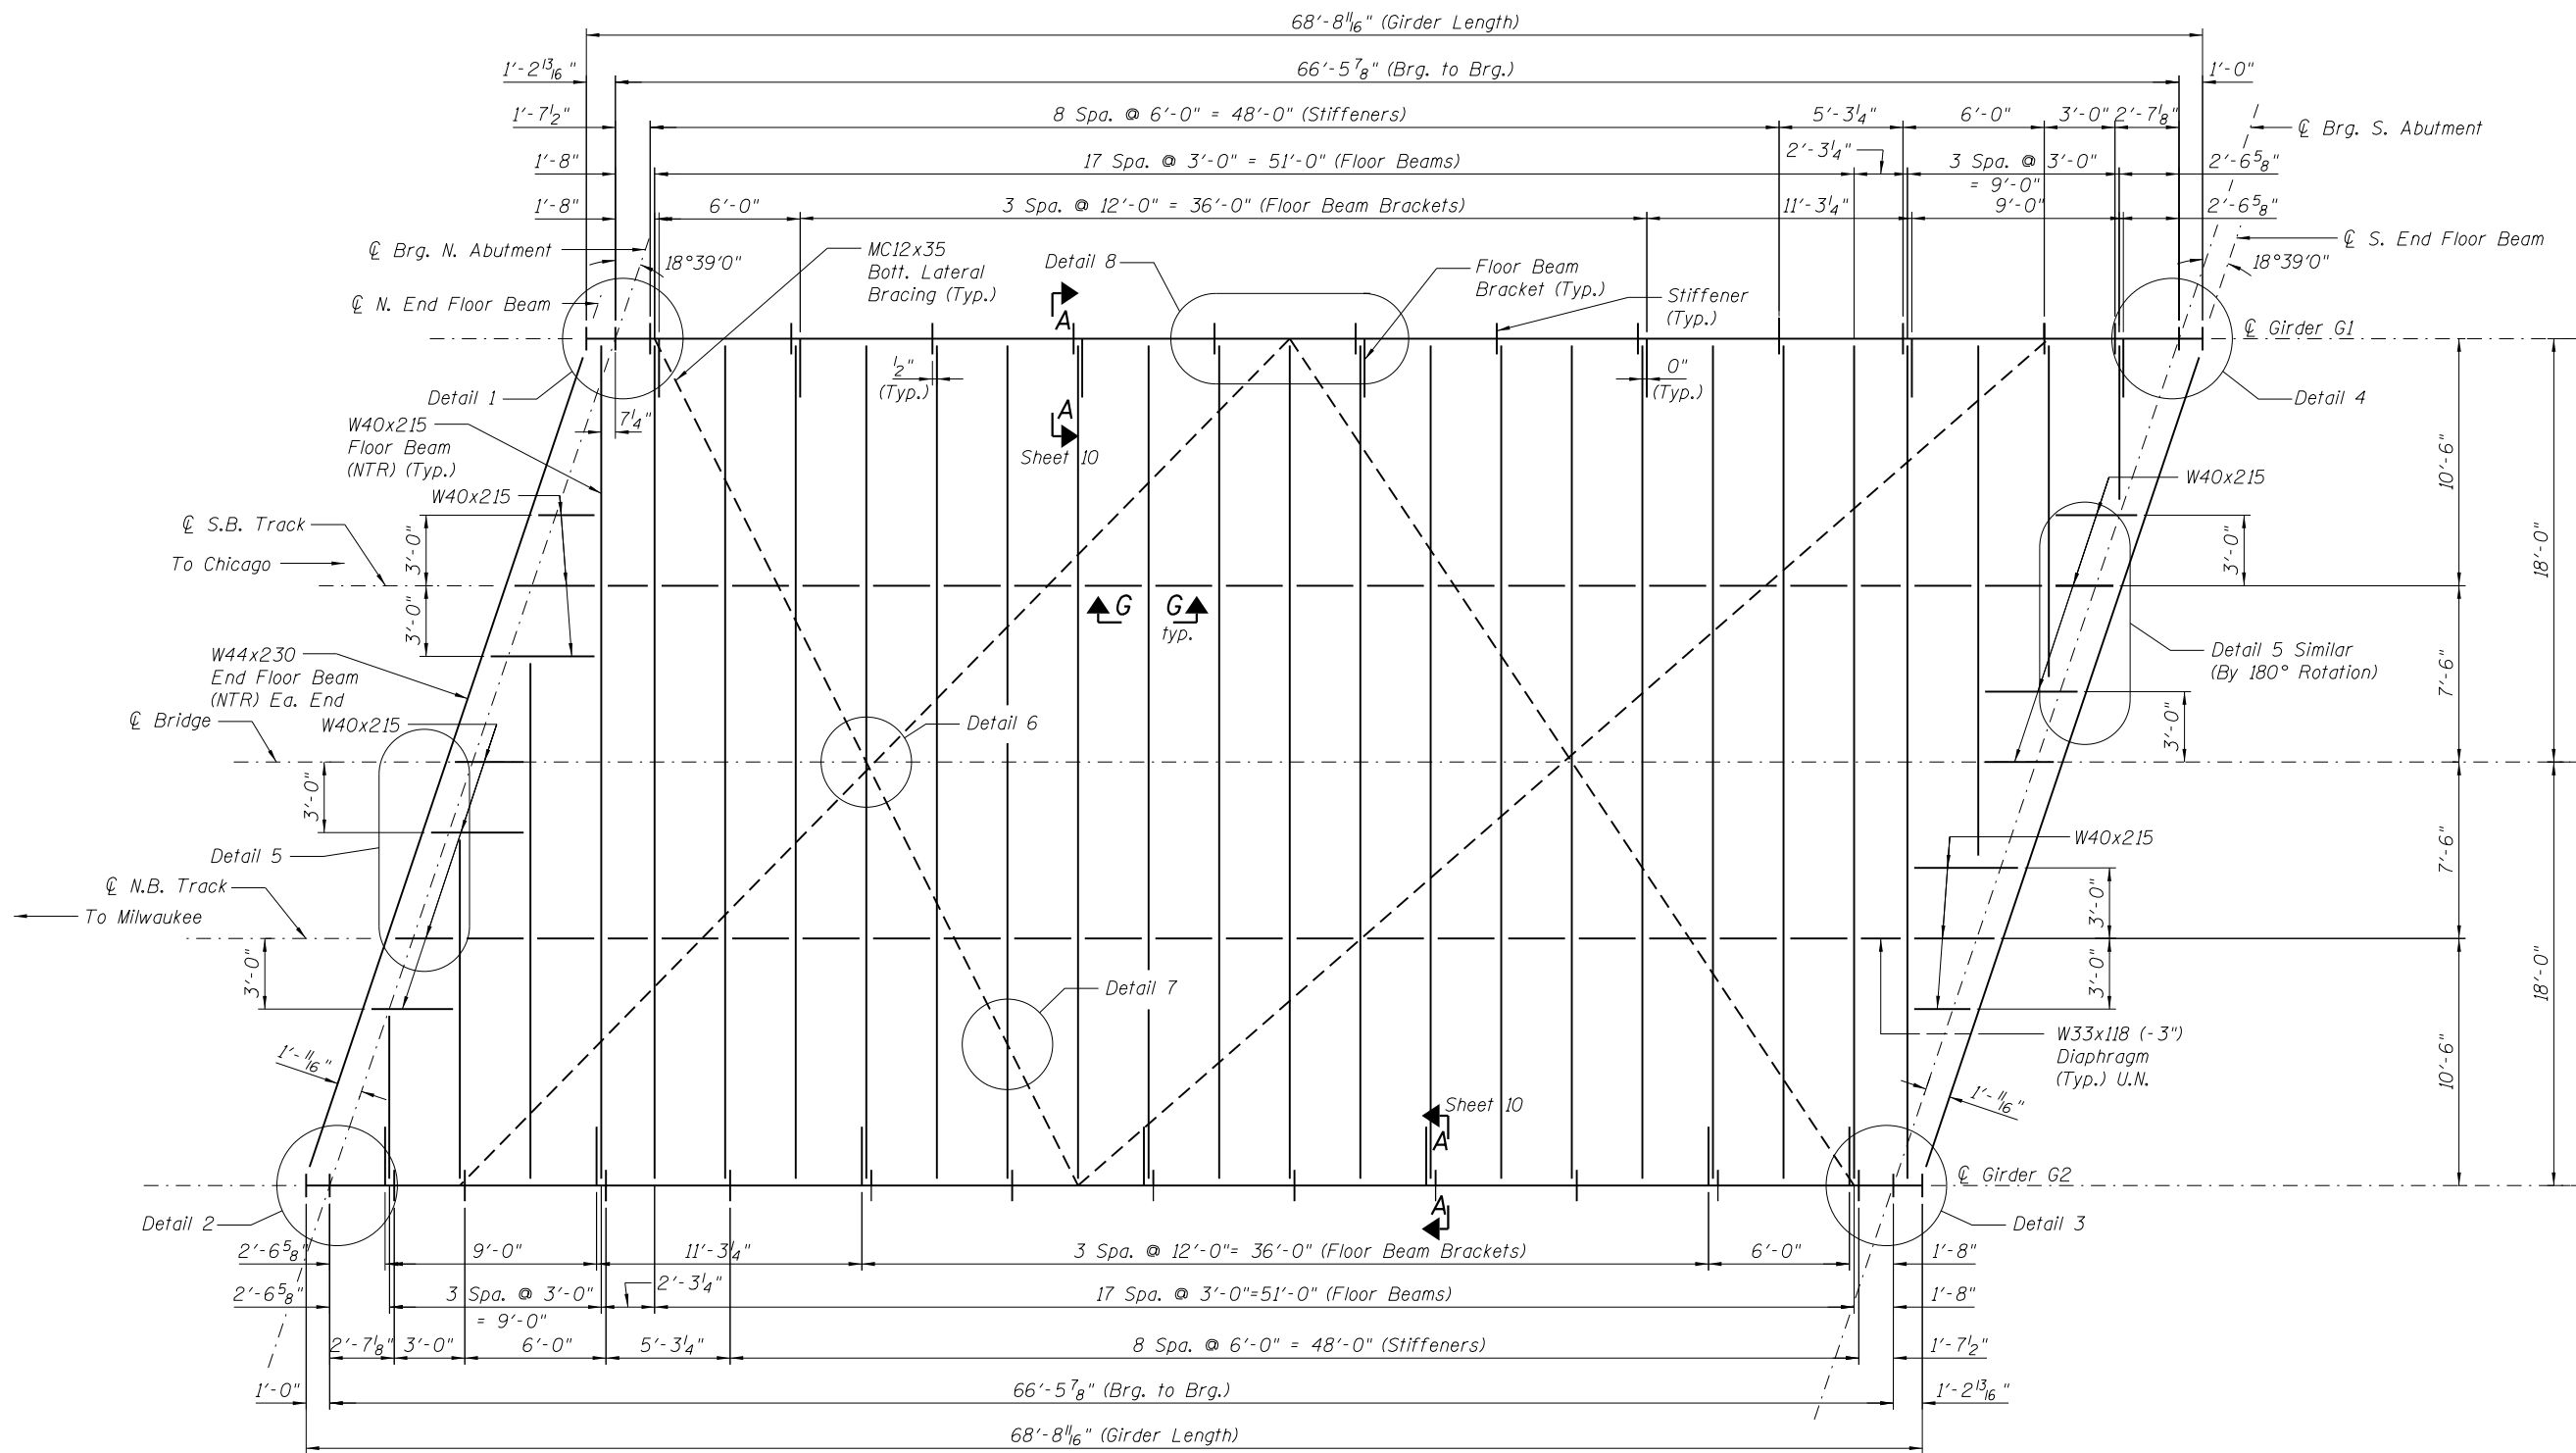 68'-8 11/16" (Girder Length)
1'-2 13/16"
66'-5 7/8" (Brg. to Brg.)
1'-0"
1'-7 1/2"
8 Spa. @ 6'-0" = 48'-0" (Stiffeners)
5'-3 1/4"
6'-0"
3'-0"
2'-7 1/8"
℄ Brg. S. Abutment
1'-8"
17 Spa. @ 3'-0" = 51'-0" (Floor Beams)
2'-3 1/4"
3 Spa. @ 3'-0"
= 9'-0"
2'-6 5/8"
1'-8"
6'-0"
3 Spa. @ 12'-0" = 36'-0" (Floor Beam Brackets)
11'-3 1/4"
9'-0"
2'-6 5/8"
℄ Brg. N. Abutment
18°39'0"
MC12x35
Bott. Lateral
Bracing (Typ.)
Detail 8
Floor Beam
Bracket (Typ.)
Stiffener
(Typ.)
℄ S. End Floor Beam
18°39'0"
℄ N. End Floor Beam
A
℄ Girder G1
Detail 1
1/2"
(Typ.)
0"
(Typ.)
Detail 4
7 1/4"
A
Sheet 10
W40x215
Floor Beam
(NTR) (Typ.)
W40x215
W40x215
10'-6"
℄ S.B. Track
To Chicago
3'-0"
3'-0"
3'-0"
18'-0"
G
G
typ.
W44x230
End Floor Beam
(NTR) Ea. End
Detail 5 Similar
(By 180° Rotation)
7'-6"
℄ Bridge
W40x215
Detail 6
3'-0"
3'-0"
Detail 5
W40x215
7'-6"
℄ N.B. Track
To Milwaukee
3'-0"
3'-0"
3'-0"
Detail 7
18'-0"
W33x118 (-3")
Diaphragm
(Typ.) U.N.
10'-6"
1'-11/16"
1'-11/16"
Sheet 10
A
℄ Girder G2
A
Detail 2
Detail 3
2'-6 5/8"
9'-0"
11'-3 1/4"
3 Spa. @ 12'-0"= 36'-0" (Floor Beam Brackets)
6'-0"
1'-8"
2'-6 5/8"
3 Spa. @ 3'-0"
= 9'-0"
2'-3 1/4"
17 Spa. @ 3'-0"=51'-0" (Floor Beams)
1'-8"
2'-7 1/8"
3'-0"
6'-0"
5'-3 1/4"
8 Spa. @ 6'-0" = 48'-0" (Stiffeners)
1'-7 1/2"
1'-0"
66'-5 7/8" (Brg. to Brg.)
1'-2 13/16"
68'-8 11/16" (Girder Length)